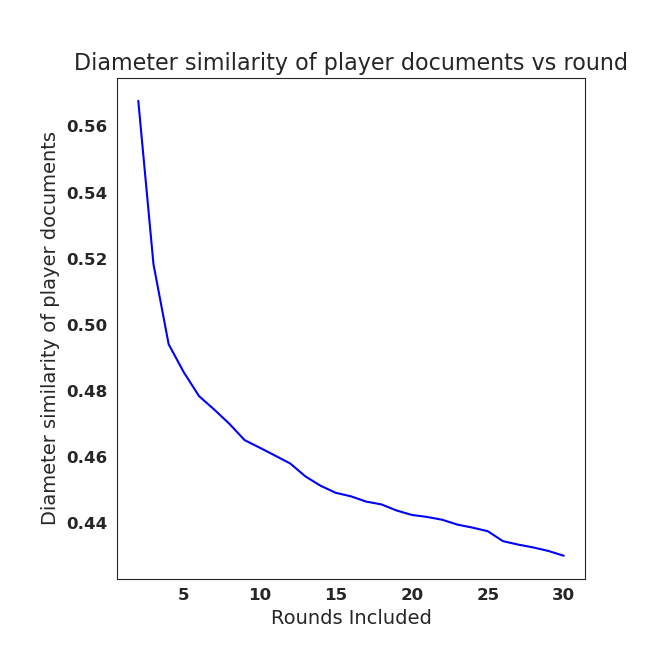 Diameter similarity of player documents vs round
Diameter similarity of player documents
0.56
0.54
0.52
0.50
0.48
0.46
0.44
5 10 15 20 25 30
Rounds Included